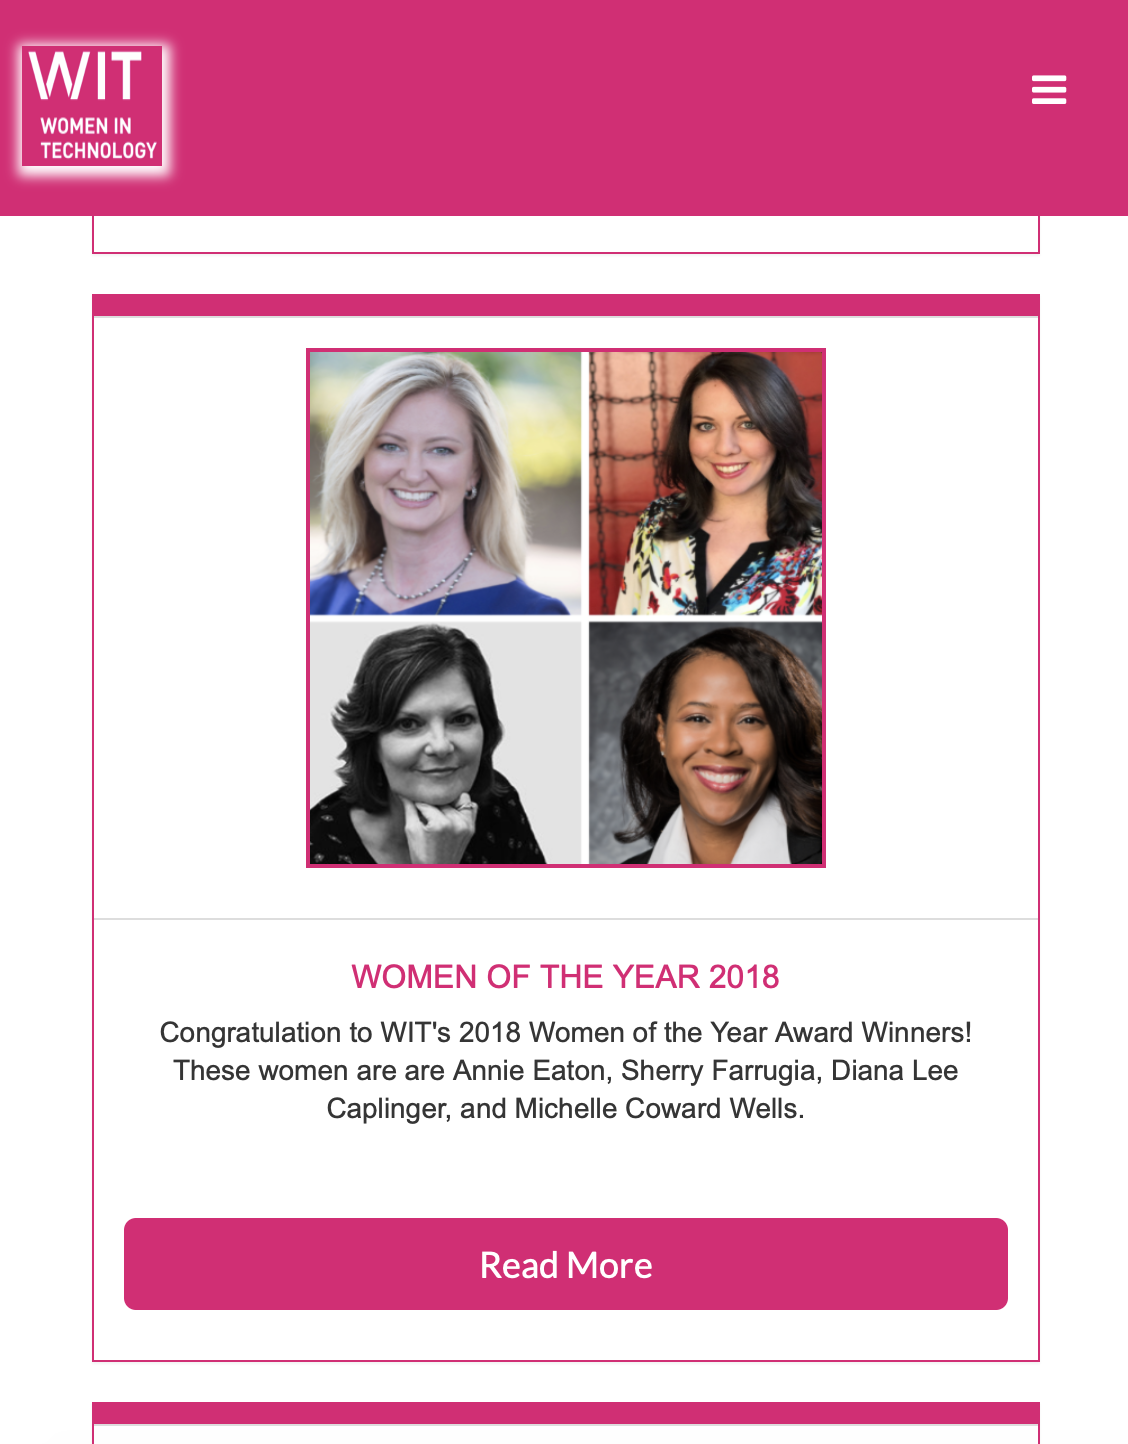 WIT
WOMEN IN
TECHNOLOGY
WOMEN OF THE YEAR 2018
Congratulation to WIT's 2018 Women of the Year Award Winners!
These women are are Annie Eaton, Sherry Farrugia, Diana Lee
Caplinger, and Michelle Coward Wells.
Read More